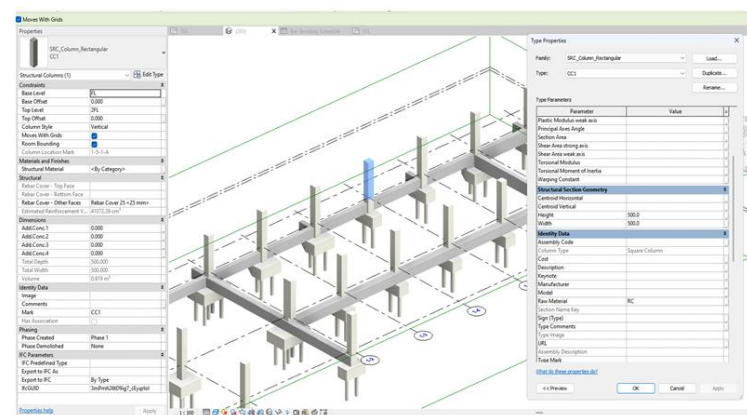 Moves With Grids
Properties
SRC_Column_Rectangular
CC1
Structural Columns (1)
Edit Type
Constraints
Base Level
Base Offset 0.000
Top Level 2FL
Top Offset 0.000
Column Style Vertical
Moves With Grids
Room Bounding
Column Location Mark
Materials and Finishes
Structural Material <By Category>
Structural
Rebar Cover - Top Face
Rebar Cover - Bottom Face
Rebar Cover - Other Faces Rebar Cover 25 <25 mm>
Estimated Reinforcement V...
Dimensions
Add.Conc.1 0.000
Add.Conc.2 0.000
Add.Conc.3 0.000
Add.Conc.4 0.000
Total Depth 500.000
Total Width 500.000
Volume
Identity Data
Image
Comments
Mark CC1
Has Association
Phasing
Phase Created Phase 1
Phase Demolished None
IFC Parameters
IFC Predefined Type
Export to IFC As
Export to IFC By Type
IfcGUID
Properties help
Apply
Type Properties
Family: SRC_Column_Rectangular
Load...
Type: CC1
Duplicate...
Rename...
Type Parameters
Parameter Value
Plastic Modulus weak axis
Principal Axes Angle
Section Area
Shear Area strong axis
Shear Area weak axis
Torsional Modulus
Torsional Moment of Inertia
Warping Constant
Structural Section Geometry
Centroid Horizontal
Centroid Vertical
Height 500.0
Width 500.0
Identity Data
Assembly Code
Column Type Square Column
Cost
Description
Keynote
Manufacturer
Model
Raw Material RC
Section Name Key
Sign (Type)
Type Comments
Type Image
URL
Assembly Description
Type Mark
What do these properties do?
<< Preview
OK
Cancel
Apply